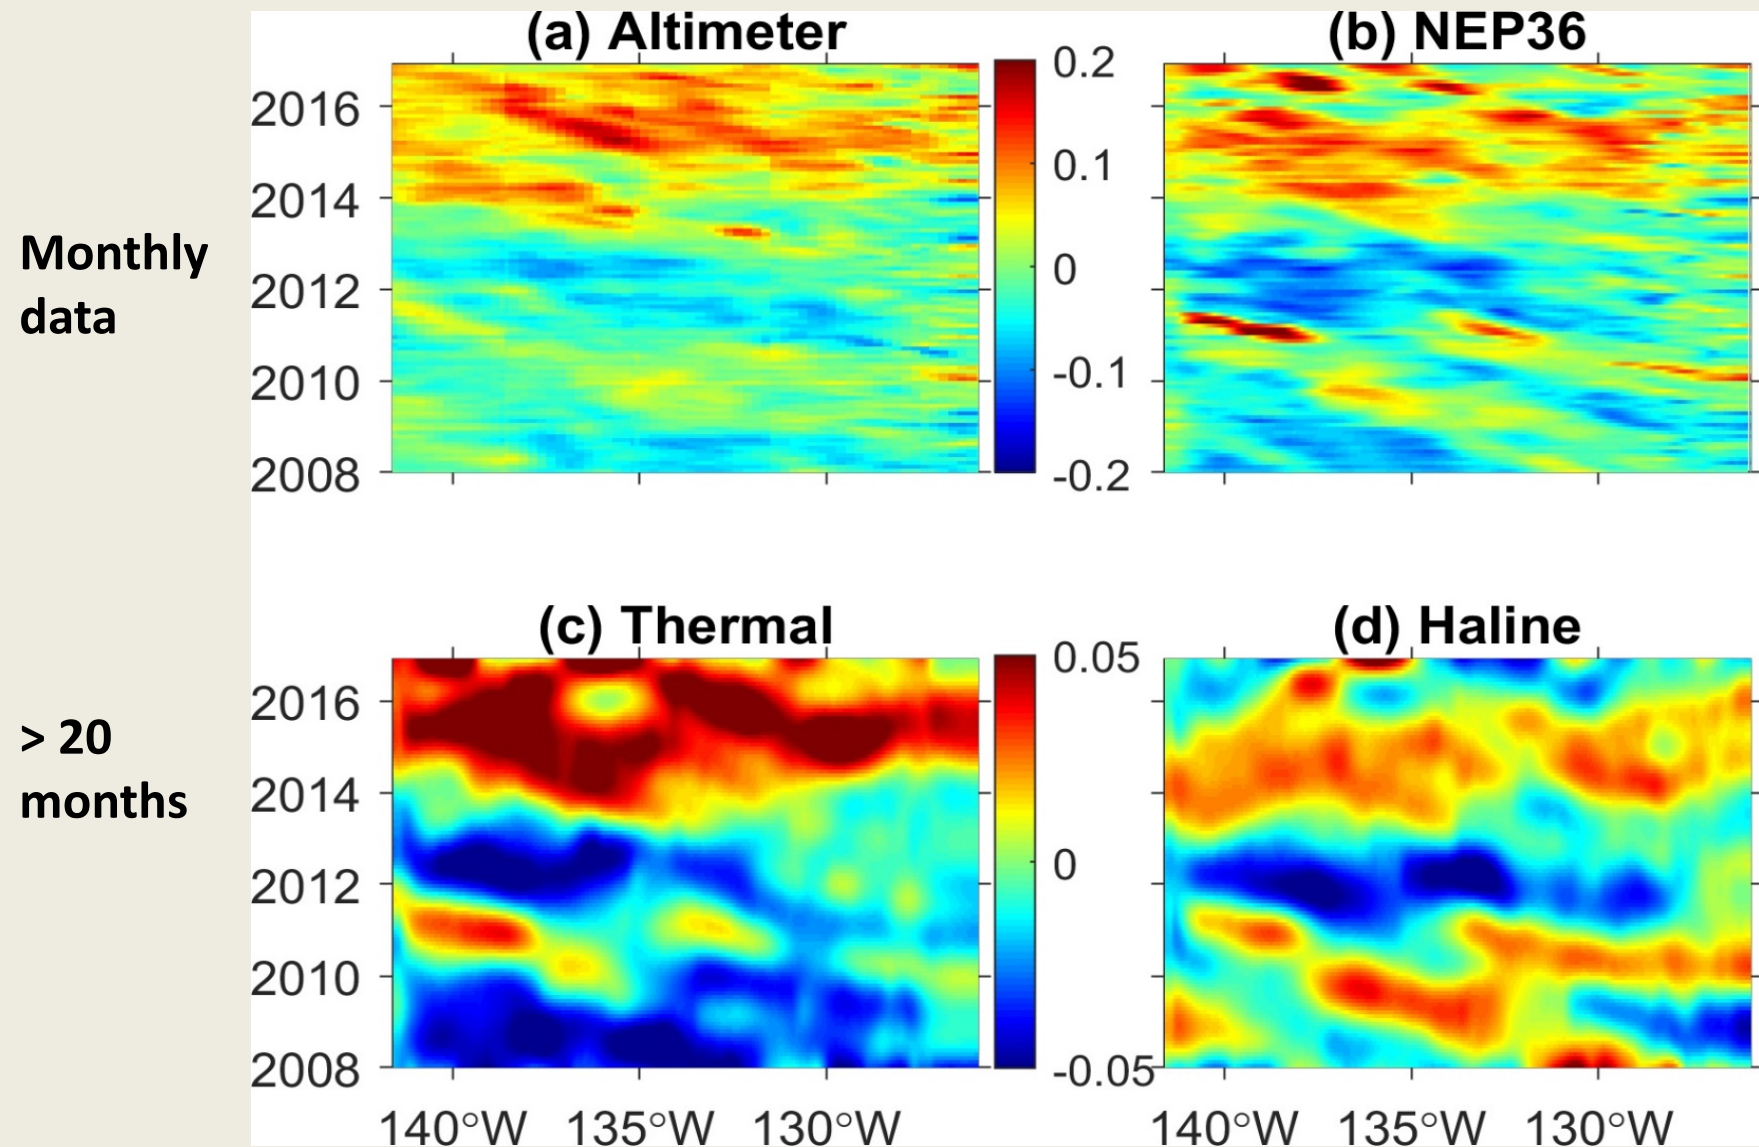 (a) Altimeter
(b) NEP36
Monthly
data
2016
2014
2012
2010
2008
0.2
0.1
0
-0.1
-0.2
(c) Thermal
(d) Haline
> 20
months
2016
2014
2012
2010
2008
0.05
0
-0.05
140°W 135°W 130°W
140°W 135°W 130°W